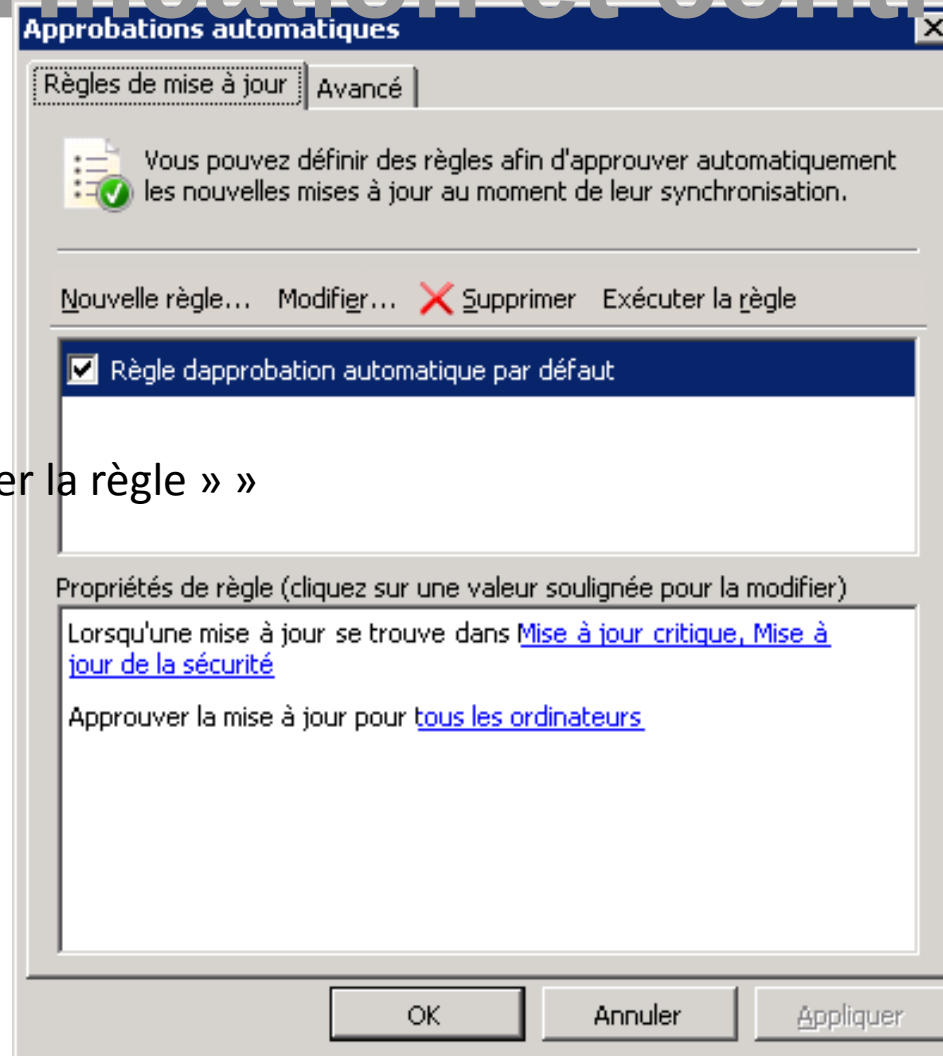 Approbations automatiques
Règles de mise à jour
Avancé
Vous pouvez définir des règles afin d'approuver automatiquement
les nouvelles mises à jour au moment de leur synchronisation.
Nouvelle règle... Modifier... Supprimer Exécuter la règle
Règle dapprobation automatique par défaut
er la règle » »
Propriétés de règle (cliquez sur une valeur soulignée pour la modifier)
Lorsqu'une mise à jour se trouve dans Mise à jour critique, Mise à
jour de la sécurité
Approuver la mise à jour pour tous les ordinateurs
OK Annuler Appliquer